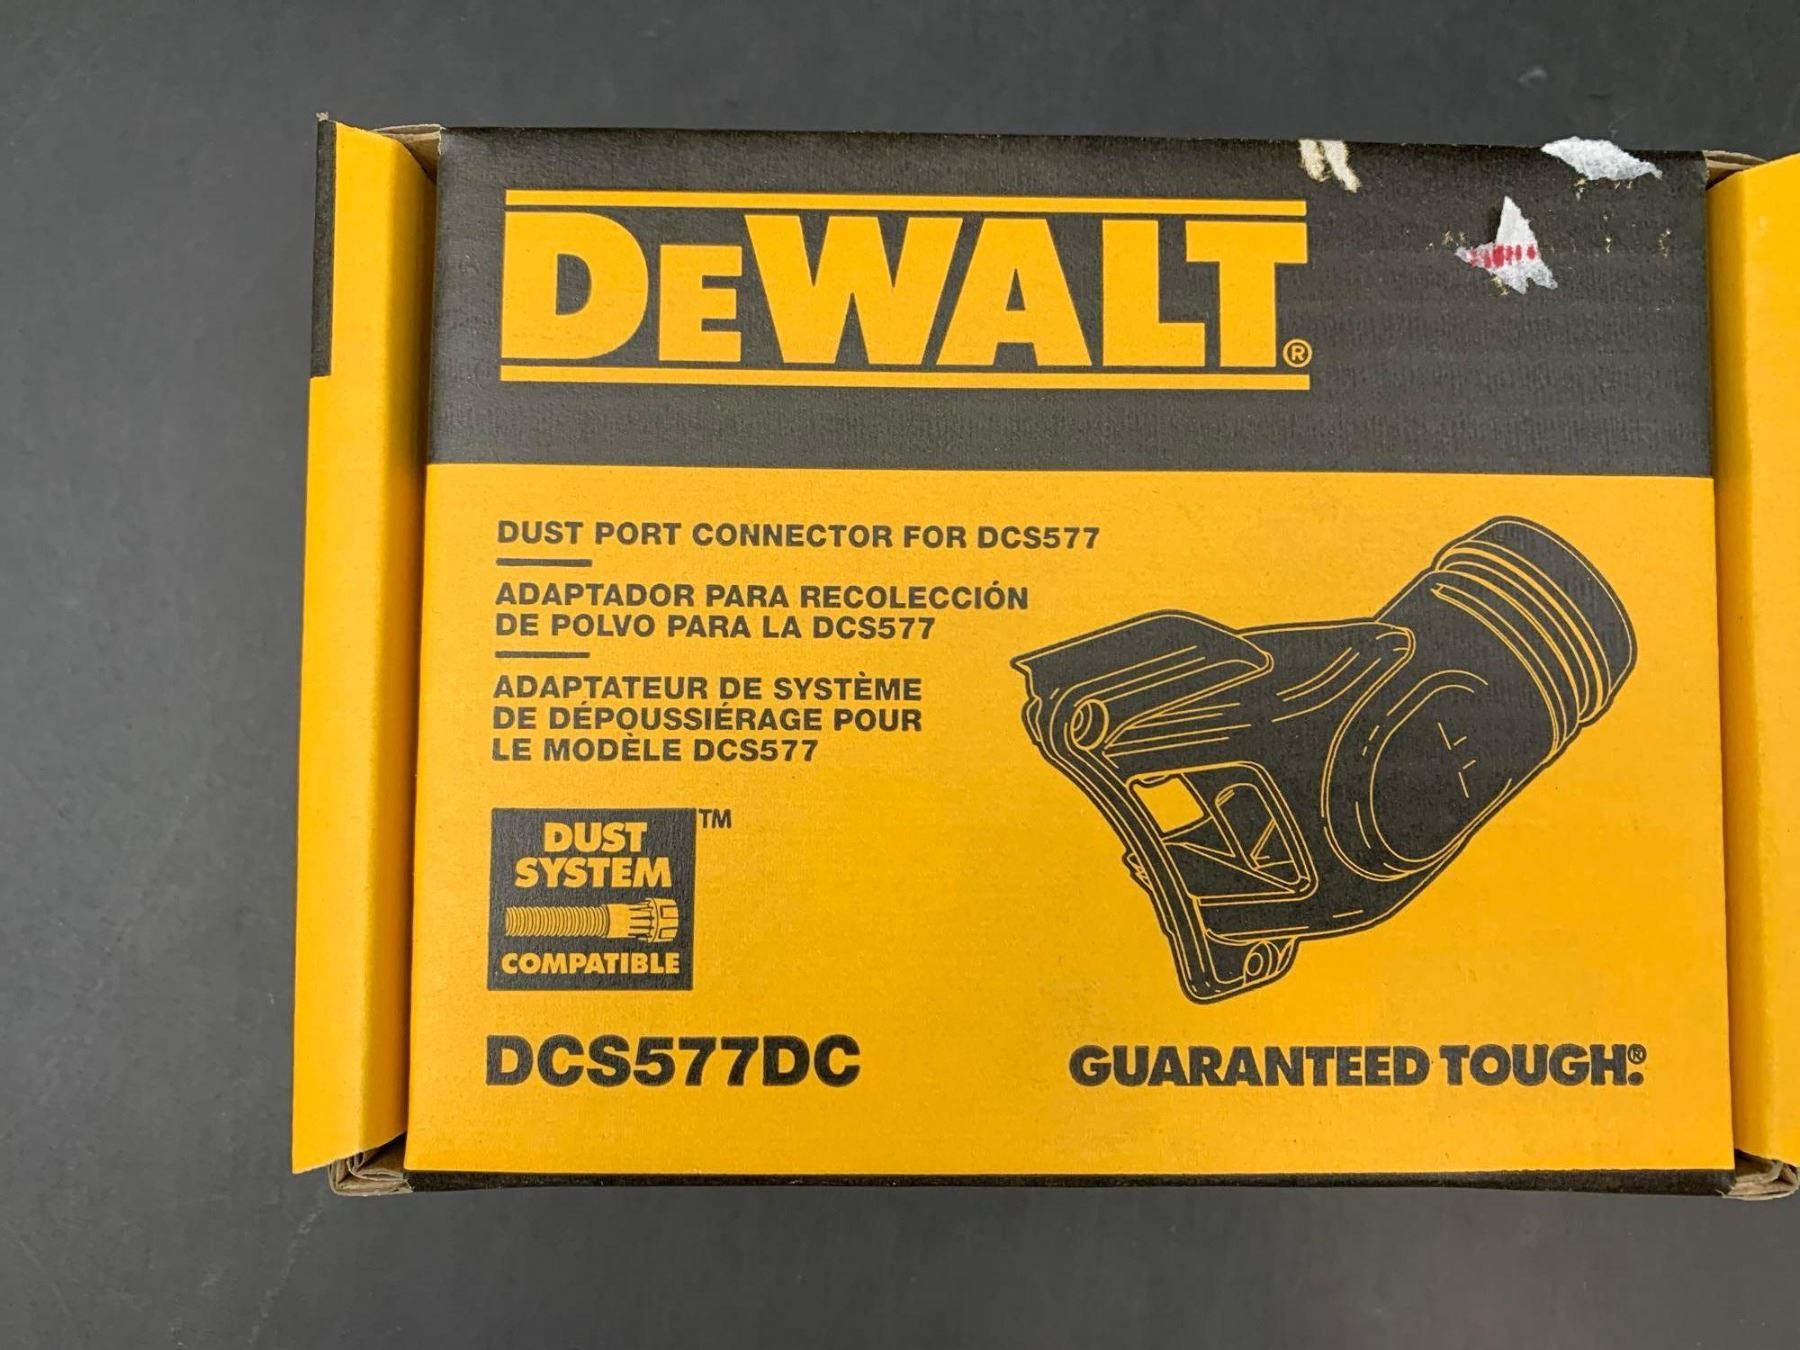 DEWALT®
DUST PORT CONNECTOR FOR DCS577
ADAPTADOR PARA RECOLECCIÓN
DE POLVO PARA LA DCS577
ADAPTATEUR DE SYSTÈME
DE DÉPOUSSIÉRAGE POUR
LE MODÈLE DCS577
DUST TM
SYSTEM
COMPATIBLE
DCS577DC
GUARANTEED TOUGH.®